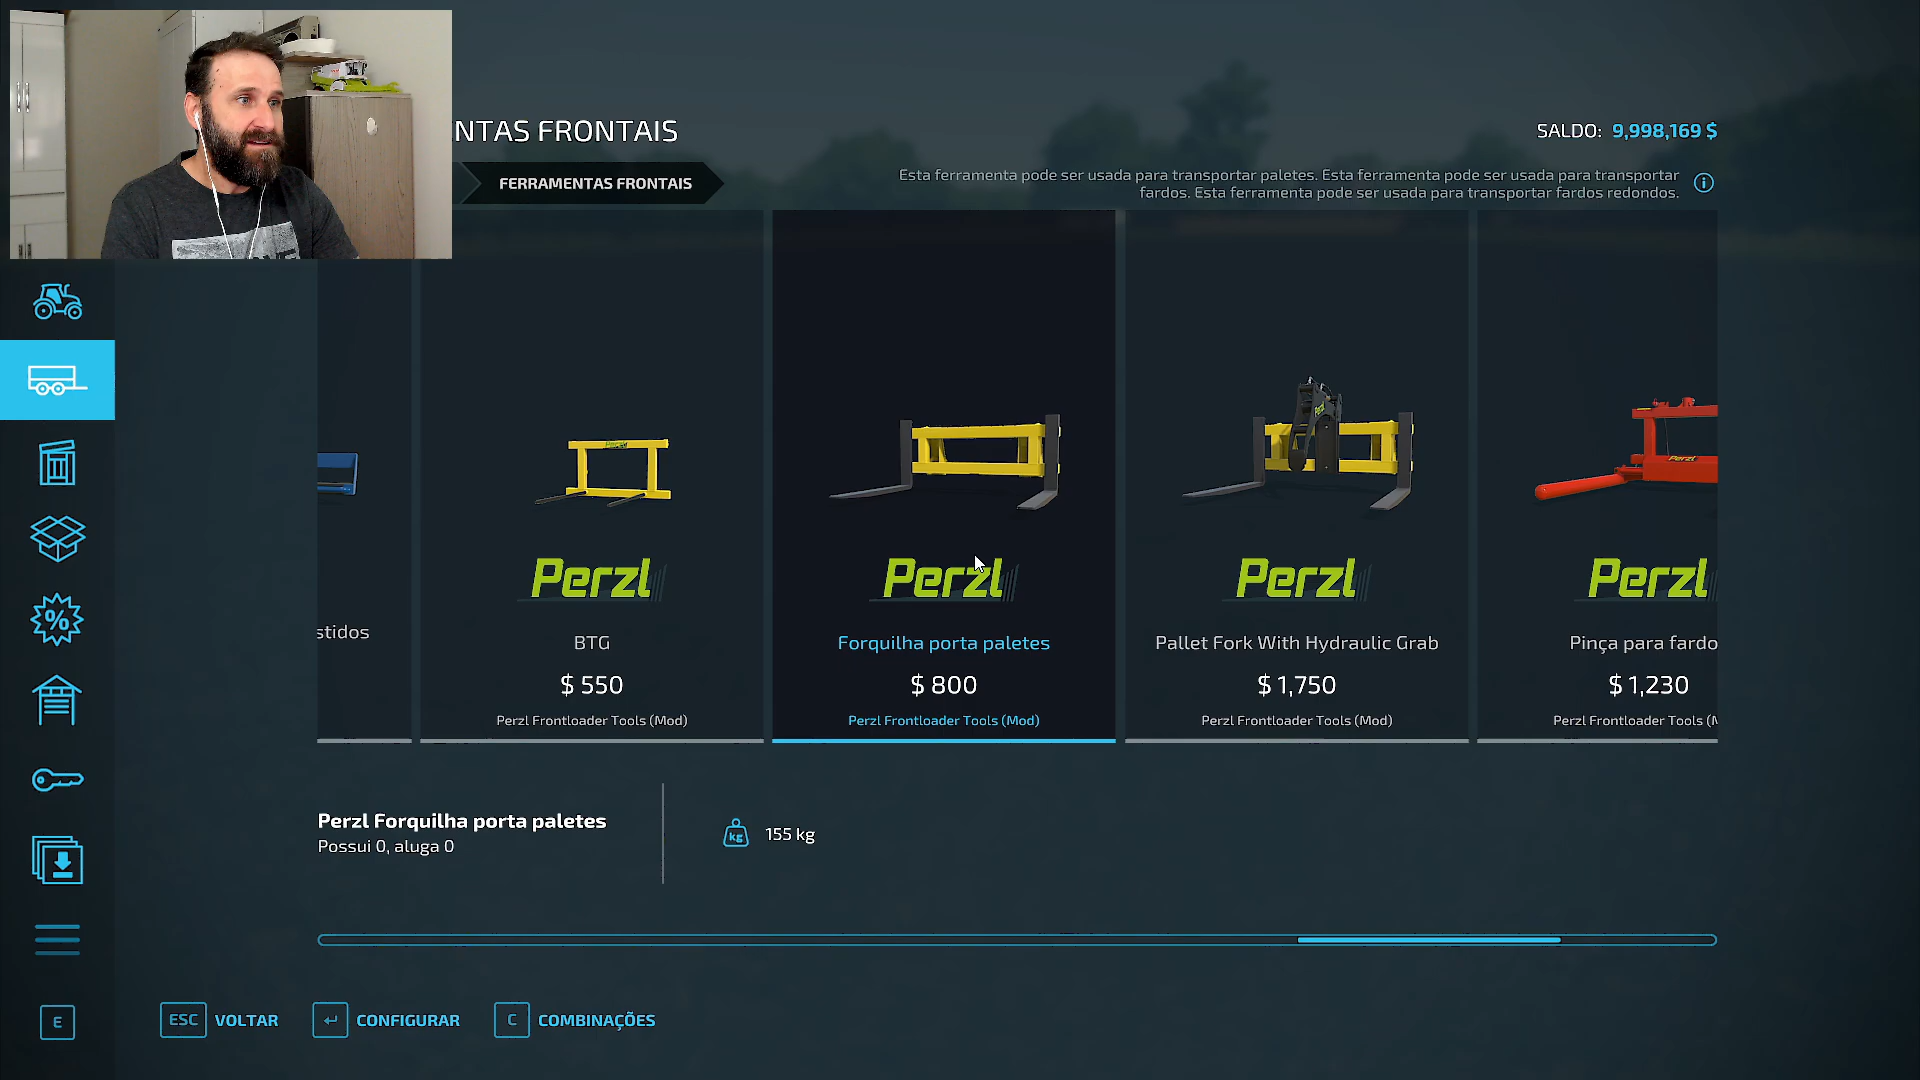 NTAS FRONTAIS
SALDO: 9,998,169 $
FERRAMENTAS FRONTAIS
Esta ferramenta pode ser usada para transportar paletes. Esta ferramenta pode ser usada para transportar
fardos. Esta ferramenta pode ser usada para transportar fardos redondos.
stidos
Perzl
BTG
$ 550
Perzl Frontloader Tools (Mod)
Perzl
Forquilha porta paletes
$ 800
Perzl Frontloader Tools (Mod)
Perzl
Pallet Fork With Hydraulic Grab
$ 1,750
Perzl Frontloader Tools (Mod)
Perzl
Pinça para fardo
$ 1,230
Perzl Frontloader Tools (M
Perzl Forquilha porta paletes
Possui 0, aluga 0
kg
155 kg
E
ESC VOLTAR
CONFIGURAR
C COMBINAÇÕES